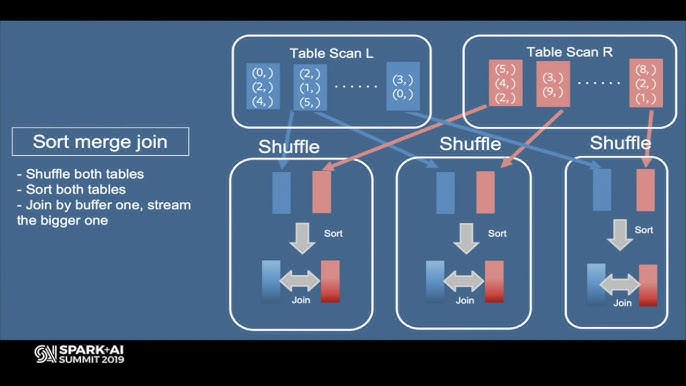 Table Scan L
Table Scan R
(0,)
(2,)
(4,)
(2,)
(1,)
(5,)
......
(3,)
(0,)
(5,)
(4,)
(2,)
(3,)
(9,)
......
(8,)
(2,)
(1,)
Sort merge join
- Shuffle both tables
- Sort both tables
- Join by buffer one, stream
the bigger one
Shuffle
Shuffle
Shuffle
Sort
Sort
Sort
Join
Join
Join
SPARK+AI
SUMMIT 2019